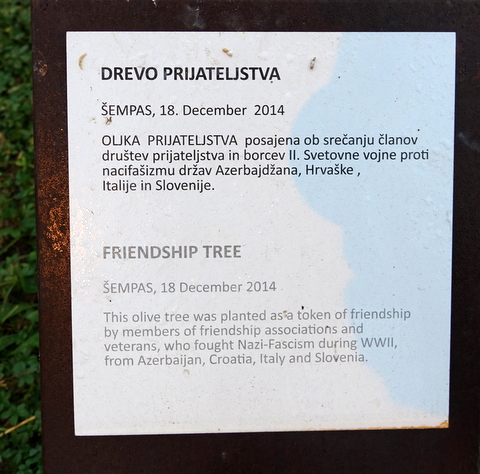 DREVO PRIJATELJSTVA
ŠEMPAS, 18. December 2014
OLJKA PRIJATELJSTVA posajena ob srečanju članov
društev prijateljstva in borcev II. Svetovne vojne proti
nacifašizmu držav Azerbajdžana, Hrvaške ,
Italije in Slovenije.
FRIENDSHIP TREE
ŠEMPAS, 18 December 2014
This olive tree was planted as a token of friendship
by members of friendship associations and
veterans, who fought Nazi-Fascism during WWII,
from Azerbaijan, Croatia, Italy and Slovenia.